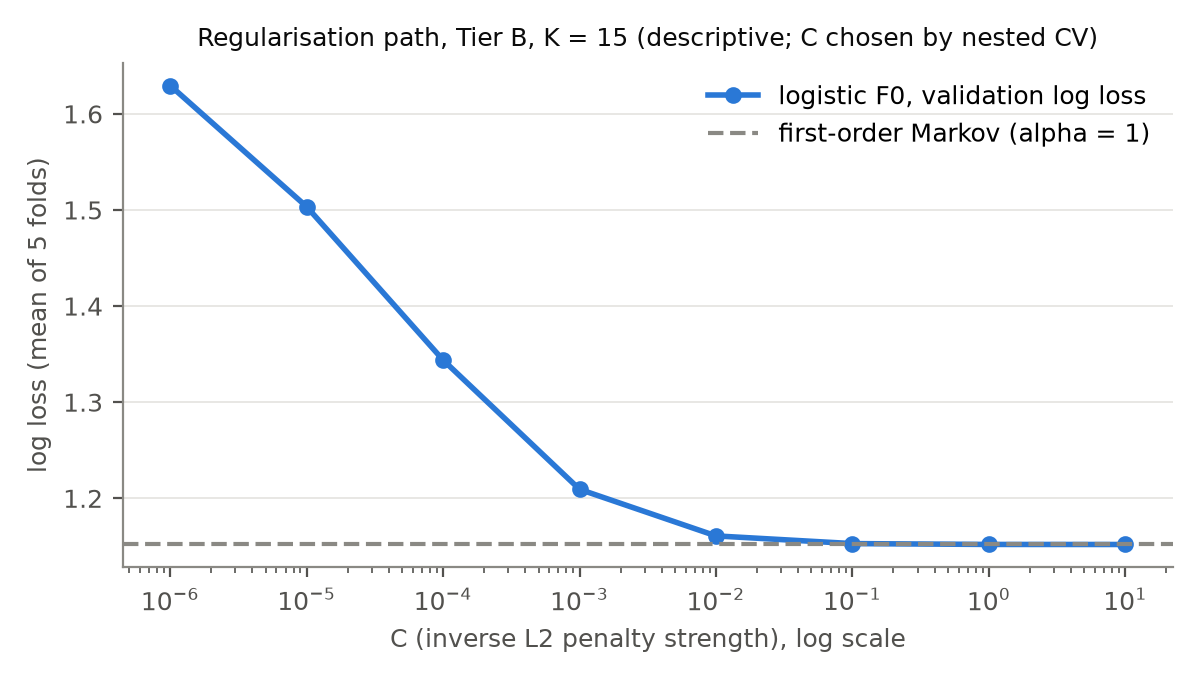 Regularisation path, Tier B, K = 15 (descriptive; C chosen by nested CV)
logistic F0, validation log loss
first-order Markov (alpha = 1)
log loss (mean of 5 folds)
1.6
1.5
1.4
1.3
1.2
10⁻⁶ 10⁻⁵ 10⁻⁴ 10⁻³ 10⁻² 10⁻¹ 10⁰ 10¹
C (inverse L2 penalty strength), log scale